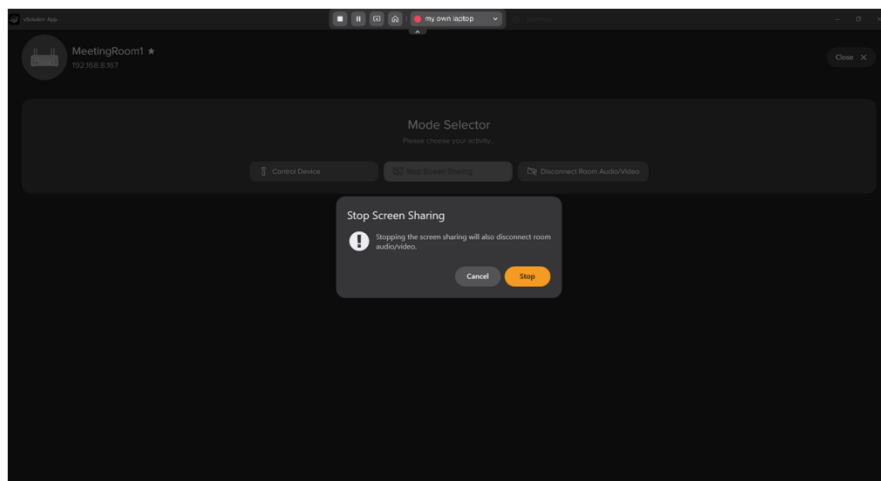 vSolution App
my own laptop
MeetingRoom1 ★
192.168.8.167
Close ✕
Mode Selector
Please choose your activity...
Control Device
Stop Screen Sharing
Disconnect Room Audio/Video
Stop Screen Sharing
Stopping the screen sharing will also disconnect room
audio/video.
Cancel
Stop